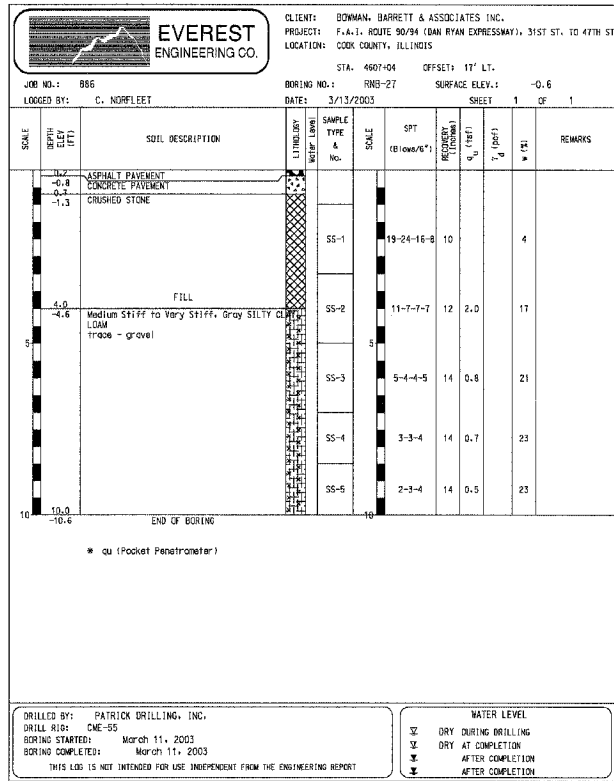 EVEREST
ENGINEERING CO.
CLIENT: BOWMAN, BARRETT & ASSOCIATES INC.
PROJECT: F.A.I. ROUTE 90/94 (DAN RYAN EXPRESSWAY), 31ST ST. TO 47TH ST
LOCATION: COOK COUNTY, ILLINOIS
STA. 4607+04 OFFSET: 17' LT.
JOB NO.: 886 BORING NO.: RNB-27 SURFACE ELEV.: -0.6
LOGGED BY: C. NORFLEET DATE: 3/13/2003 SHEET 1 OF 1
SCALE DEPTH ELEV (FT) SOIL DESCRIPTION LITHOLOGY Water Level SAMPLE TYPE & No. SCALE SPT (Blows/6") RECOVERY (Inches) qu (tsf) γd (pcf) w (%) REMARKS
0.2 ASPHALT PAVEMENT
-0.8 CONCRETE PAVEMENT
0.7
-1.3 CRUSHED STONE
SS-1 19-24-16-8 10 4
FILL
4.0
-4.6 Medium Stiff to Very Stiff, Gray SILTY CLAY
LOAM
trace - gravel
SS-2 11-7-7-7 12 2.0 17
5 5
SS-3 5-4-4-5 14 0.8 21
SS-4 3-3-4 14 0.7 23
SS-5 2-3-4 14 0.5 23
10 10.0 10
-10.6 END OF BORING
* qu (Pocket Penetrometer)
DRILLED BY: PATRICK DRILLING, INC.
DRILL RIG: CME-55
BORING STARTED: March 11, 2003
BORING COMPLETED: March 11, 2003
THIS LOG IS NOT INTENDED FOR USE INDEPENDENT FROM THE ENGINEERING REPORT
WATER LEVEL
DRY DURING DRILLING
DRY AT COMPLETION
AFTER COMPLETION
AFTER COMPLETION